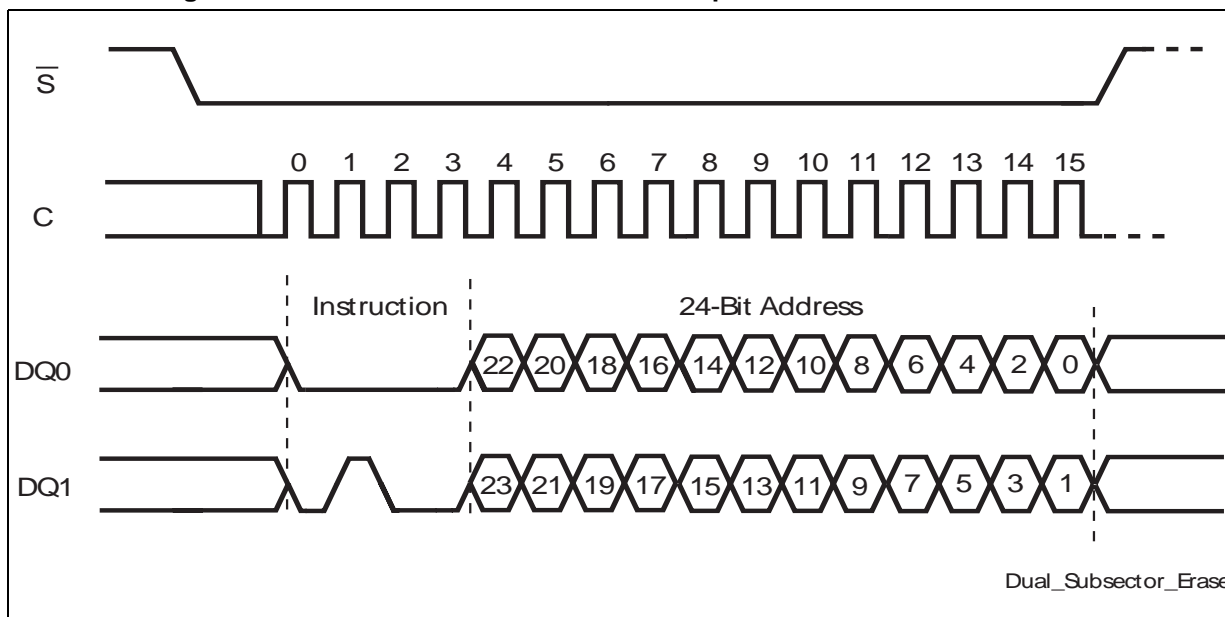 S
0 1 2 3 4 5 6 7 8 9 10 11 12 13 14 15
C
Instruction 24-Bit Address
DQ0 22 20 18 16 14 12 10 8 6 4 2 0
DQ1 23 21 19 17 15 13 11 9 7 5 3 1
Dual_Subsector_Erase